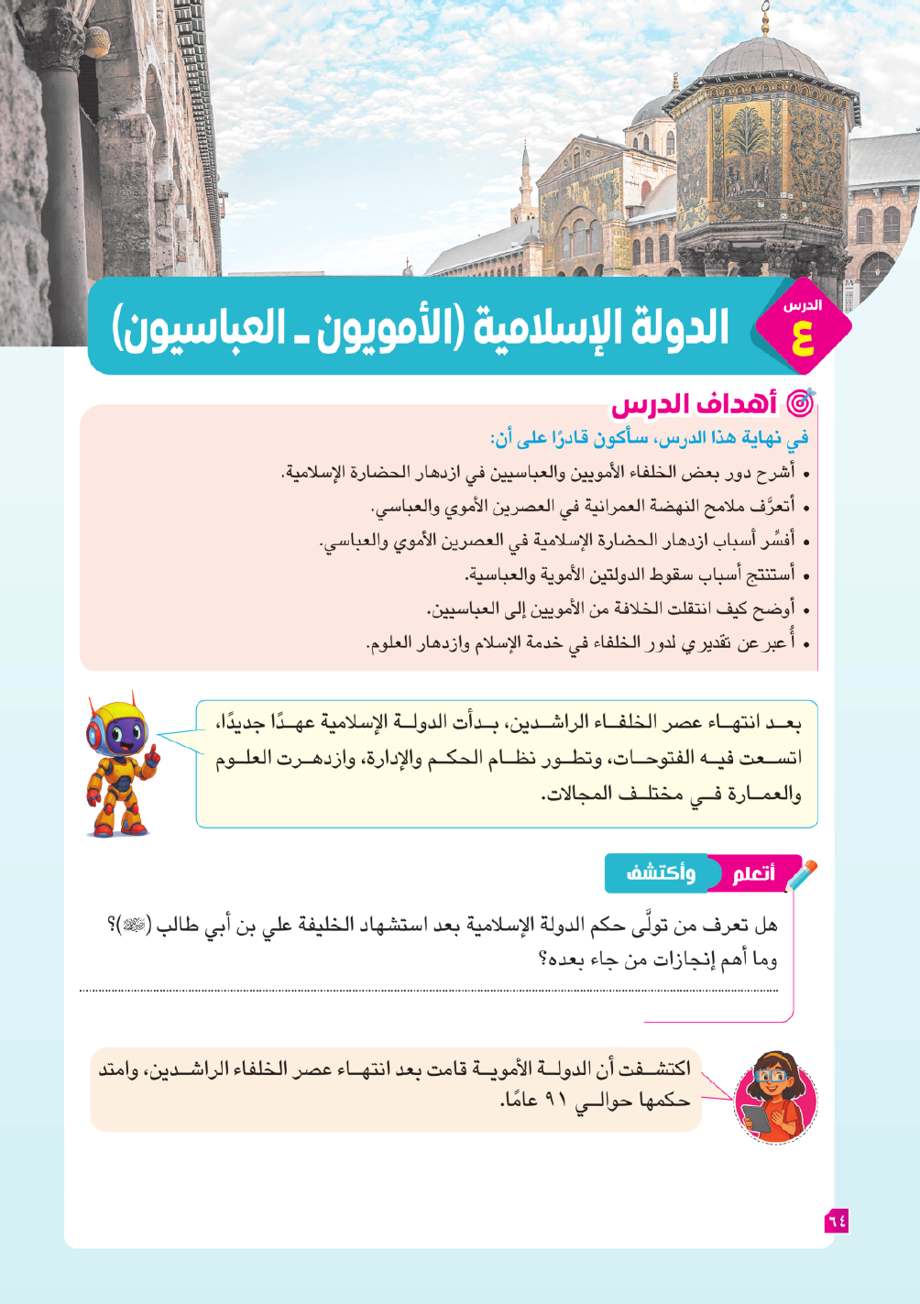 الدرس
٤
الدولة الإسلامية (الأمويون - العباسيون)
أهداف الدرس
في نهاية هذا الدرس، سأكون قادرًا على أن:
• أشرح دور بعض الخلفاء الأمويين والعباسيين في ازدهار الحضارة الإسلامية.
• أتعرَّف ملامح النهضة العمرانية في العصرين الأموي والعباسي.
• أفسِّر أسباب ازدهار الحضارة الإسلامية في العصرين الأموي والعباسي.
• أستنتج أسباب سقوط الدولتين الأموية والعباسية.
• أوضح كيف انتقلت الخلافة من الأمويين إلى العباسيين.
• أُعبر عن تقديري لدور الخلفاء في خدمة الإسلام وازدهار العلوم.
بعد انتهاء عصر الخلفاء الراشدين، بدأت الدولة الإسلامية عهدًا جديدًا،
اتسعت فيه الفتوحات، وتطور نظام الحكم والإدارة، وازدهرت العلوم
والعمارة في مختلف المجالات.
أتعلم وأكتشف
هل تعرف من تولَّى حكم الدولة الإسلامية بعد استشهاد الخليفة علي بن أبي طالب ()؟
وما أهم إنجازات من جاء بعده؟
اكتشفت أن الدولة الأموية قامت بعد انتهاء عصر الخلفاء الراشدين، وامتد
حكمها حوالي ٩١ عامًا.
٦٤